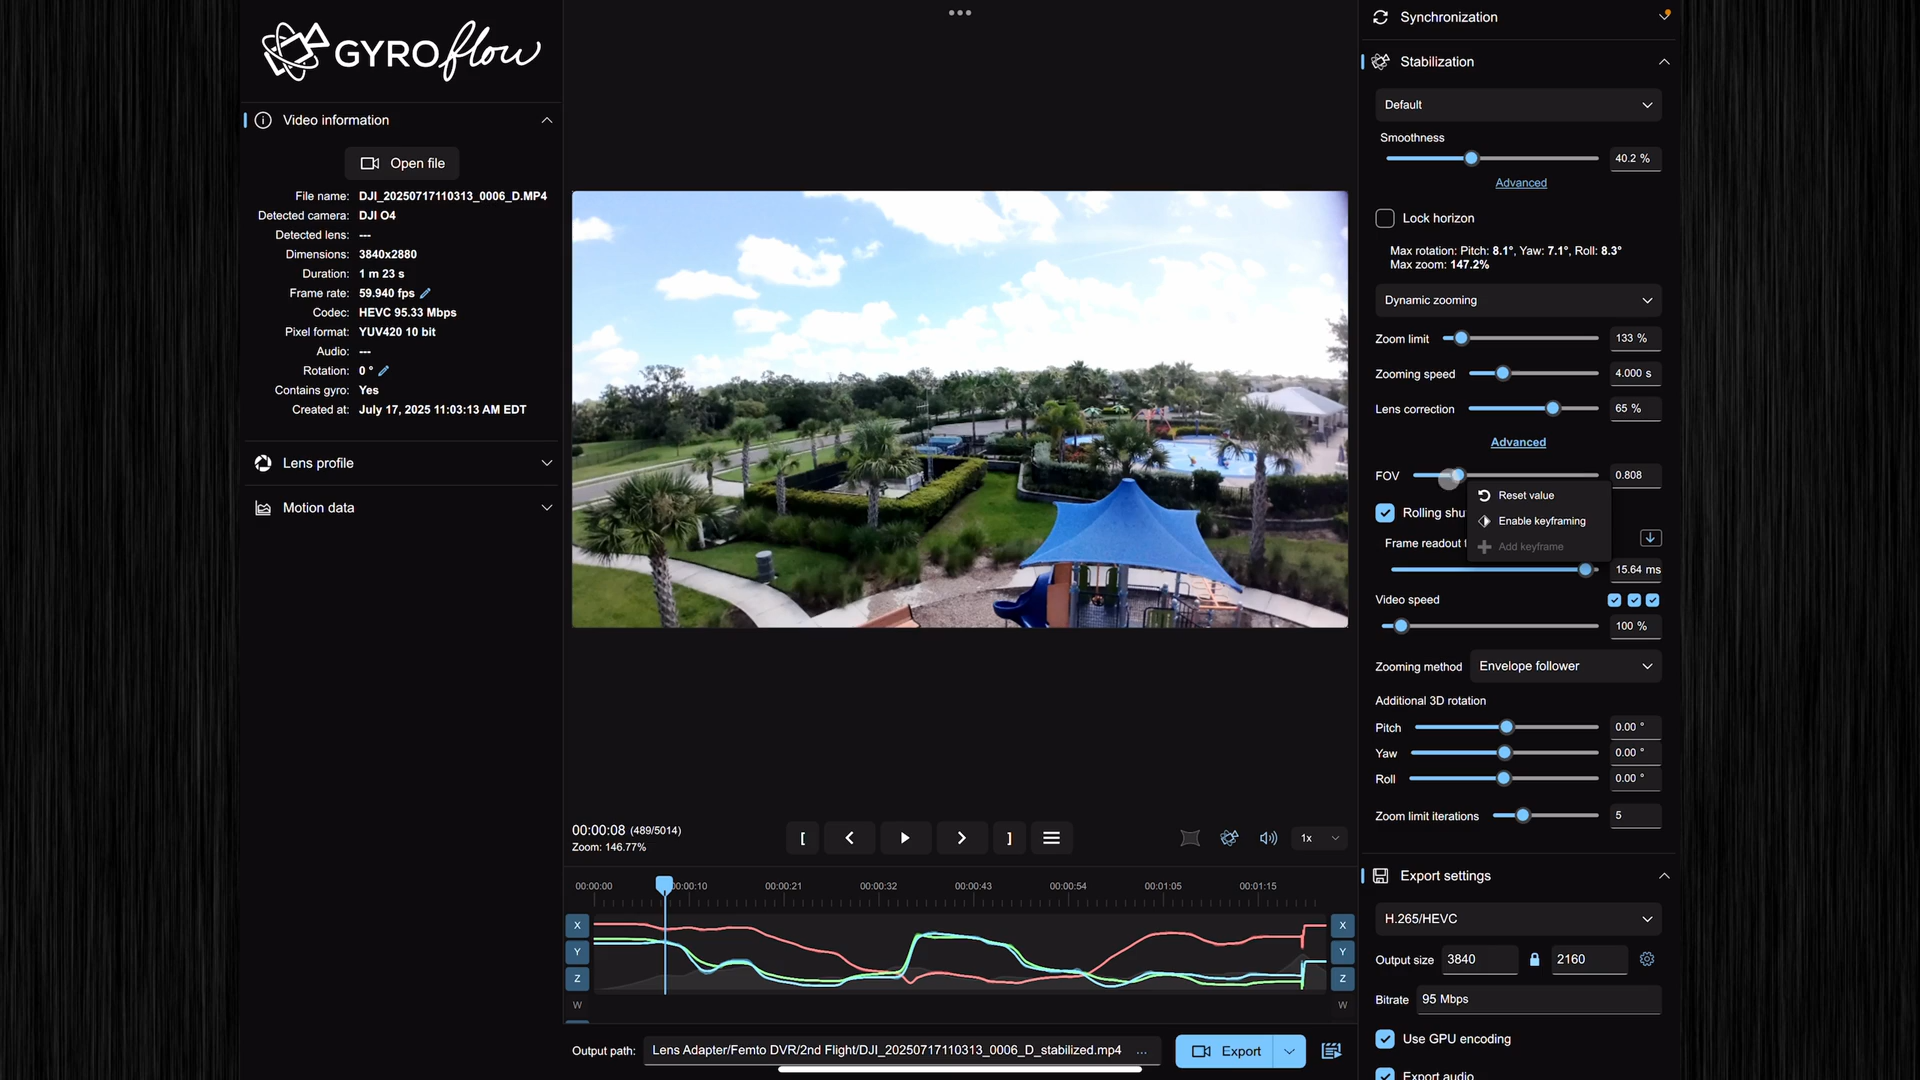 GYROflow
Video information
Open file
File name: DJI_20250717110313_0006_D.MP4
Detected camera: DJI O4
Detected lens: ---
Dimensions: 3840x2880
Duration: 1 m 23 s
Frame rate: 59.940 fps
Codec: HEVC 95.33 Mbps
Pixel format: YUV420 10 bit
Audio: ---
Rotation: 0 °
Contains gyro: Yes
Created at: July 17, 2025 11:03:13 AM EDT
Lens profile
Motion data
00:00:08 (489/5014)
Zoom: 146.77%
[
]
1x
00:00:00
00:00:10
00:00:21
00:00:32
00:00:43
00:00:54
00:01:05
00:01:15
X X
Y Y
Z Z
W W
Output path: Lens Adapter/Femto DVR/2nd Flight/DJI_20250717110313_0006_D_stabilized.mp4 ...
Export
Synchronization
Stabilization
Default
Smoothness
40.2 %
Advanced
Lock horizon
Max rotation: Pitch: 8.1°, Yaw: 7.1°, Roll: 8.3°
Max zoom: 147.2%
Dynamic zooming
Zoom limit 133 %
Zooming speed 4.000 s
Lens correction 65 %
Advanced
FOV 0.808
Reset value
Enable keyframing
Add keyframe
Rolling shu
Frame readout t
15.64 ms
Video speed
100 %
Zooming method Envelope follower
Additional 3D rotation
Pitch 0.00 °
Yaw 0.00 °
Roll 0.00 °
Zoom limit iterations 5
Export settings
H.265/HEVC
Output size 3840 2160
Bitrate 95 Mbps
Use GPU encoding
Export audio